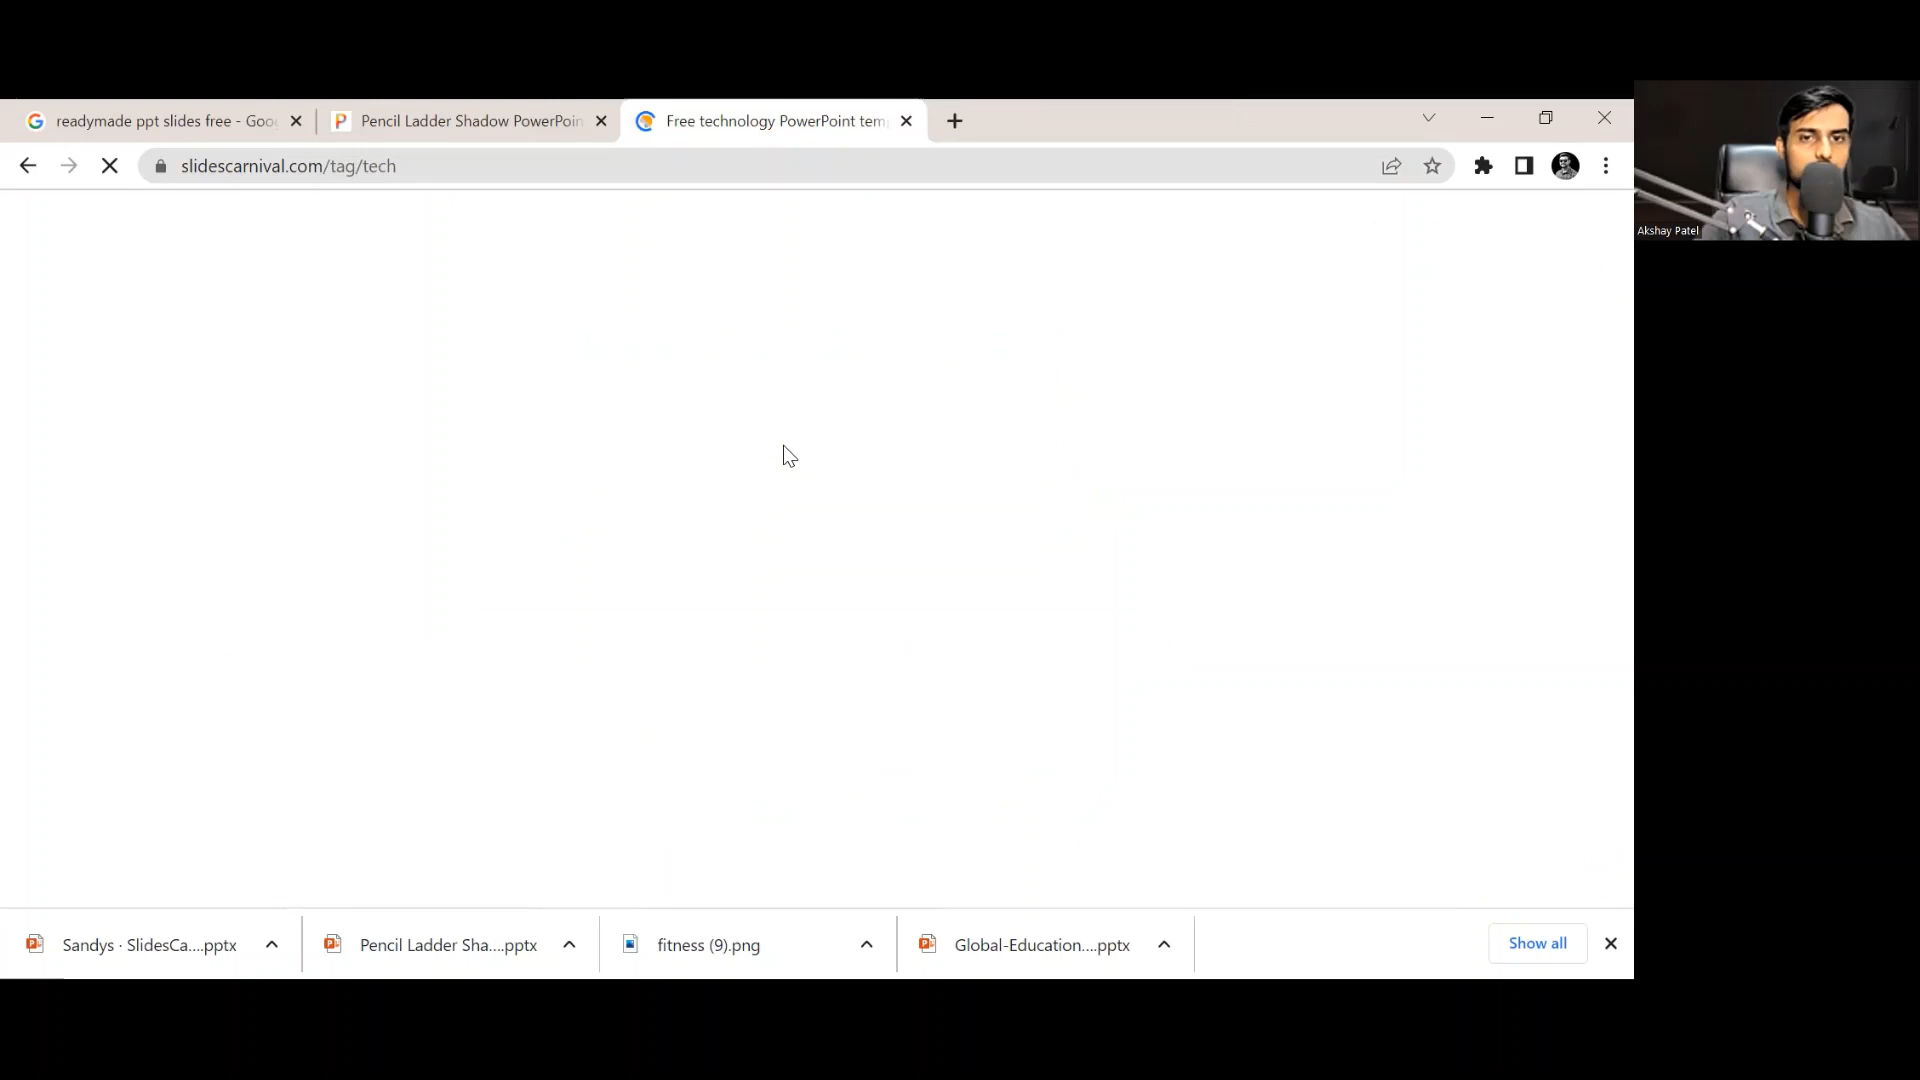 readymade ppt slides free - Goo
Pencil Ladder Shadow PowerPoin
Free technology PowerPoint tem
slidescarnival.com/tag/tech
Akshay Patel
Sandys · SlidesCa....pptx
Pencil Ladder Sha....pptx
fitness (9).png
Global-Education....pptx
Show all